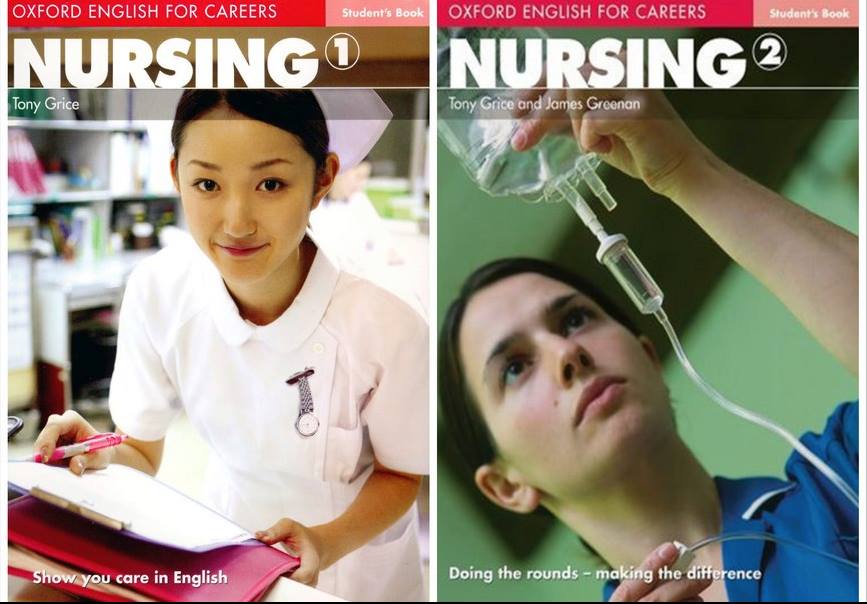 OXFORD ENGLISH FOR CAREERS
Student's Book
NURSING 1
Tony Grice
Show you care in English
OXFORD ENGLISH FOR CAREERS
Student's Book
NURSING 2
Tony Grice and James Greenan
Doing the rounds – making the difference